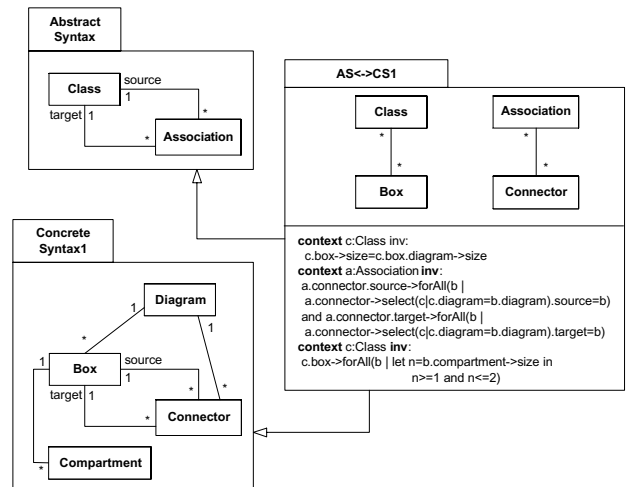 Abstract
Syntax
Class
source
1
target
1
*
*
Association
AS<->CS1
Class
Association
*
*
*
*
Box
Connector
context c:Class inv:
c.box->size=c.box.diagram->size
context a:Association inv:
a.connector.source->forAll(b |
a.connector->select(c|c.diagram=b.diagram).source=b)
and a.connector.target->forAll(b |
a.connector->select(c|c.diagram=b.diagram).target=b)
context c:Class inv:
c.box->forAll(b | let n=b.compartment->size in
n>=1 and n<=2)
Concrete
Syntax1
Diagram
1
1
*
1
Box
source
1
target
1
*
*
*
Connector
*
Compartment